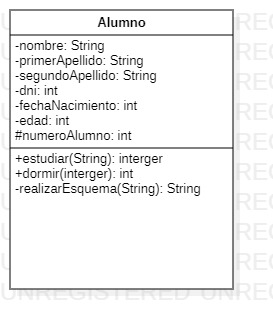 Alumno
-nombre: String
-primerApellido: String
-segundoApellido: String
-dni: int
-fechaNacimiento: int
-edad: int
#numeroAlumno: int
+estudiar(String): interger
+dormir(interger): int
-realizarEsquema(String): String
UNREGISTERED UNRE